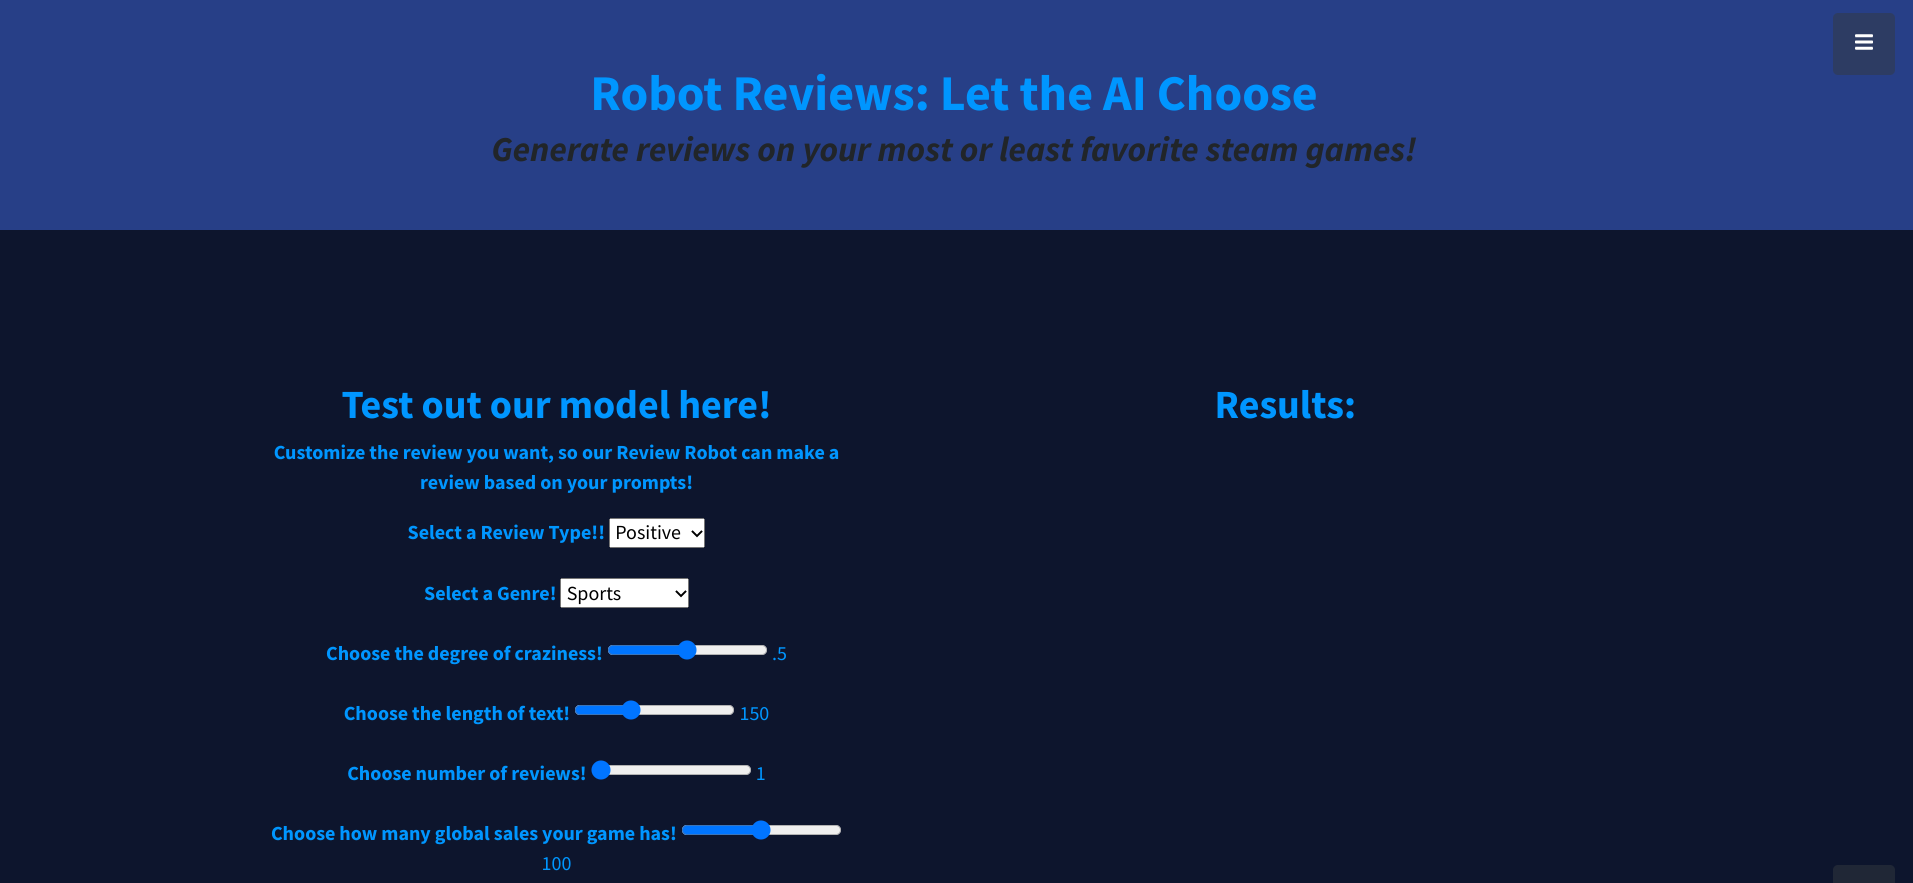 Robot Reviews: Let the AI Choose
Generate reviews on your most or least favorite steam games!
Test out our model here!
Customize the review you want, so our Review Robot can make a
review based on your prompts!
Select a Review Type!! Positive
Select a Genre! Sports
Choose the degree of craziness! .5
Choose the length of text! 150
Choose number of reviews! 1
Choose how many global sales your game has!
100
Results: